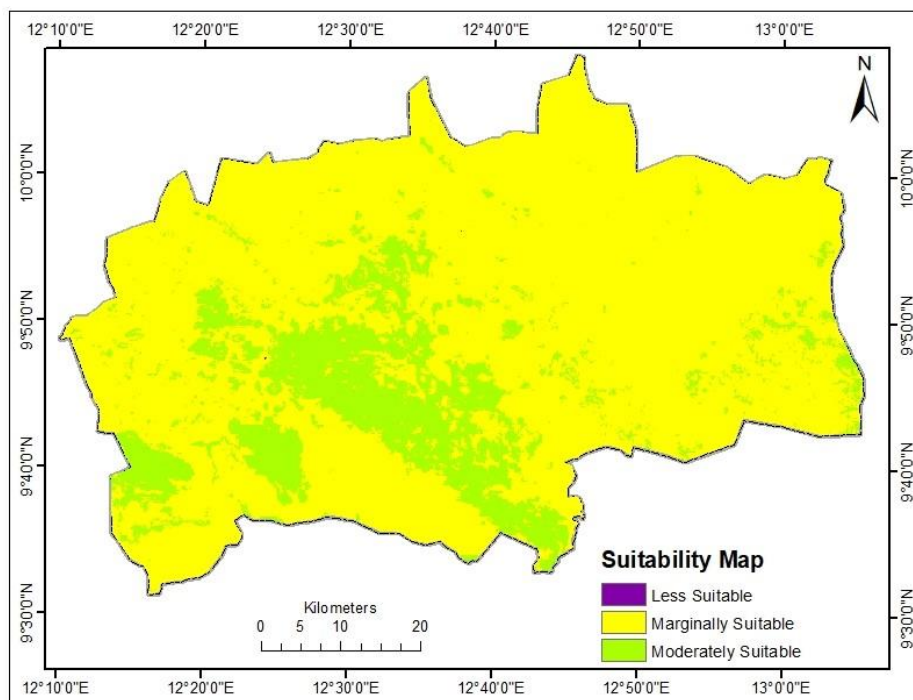 12°10'0"E 12°20'0"E 12°30'0"E 12°40'0"E 12°50'0"E 13°0'0"E
N
10°0'0"N 10°0'0"N
9°50'0"N 9°50'0"N
9°40'0"N 9°40'0"N
9°30'0"N 9°30'0"N
Suitability Map
Less Suitable
Marginally Suitable
Moderately Suitable
Kilometers
0 5 10 20
12°10'0"E 12°20'0"E 12°30'0"E 12°40'0"E 12°50'0"E 13°0'0"E